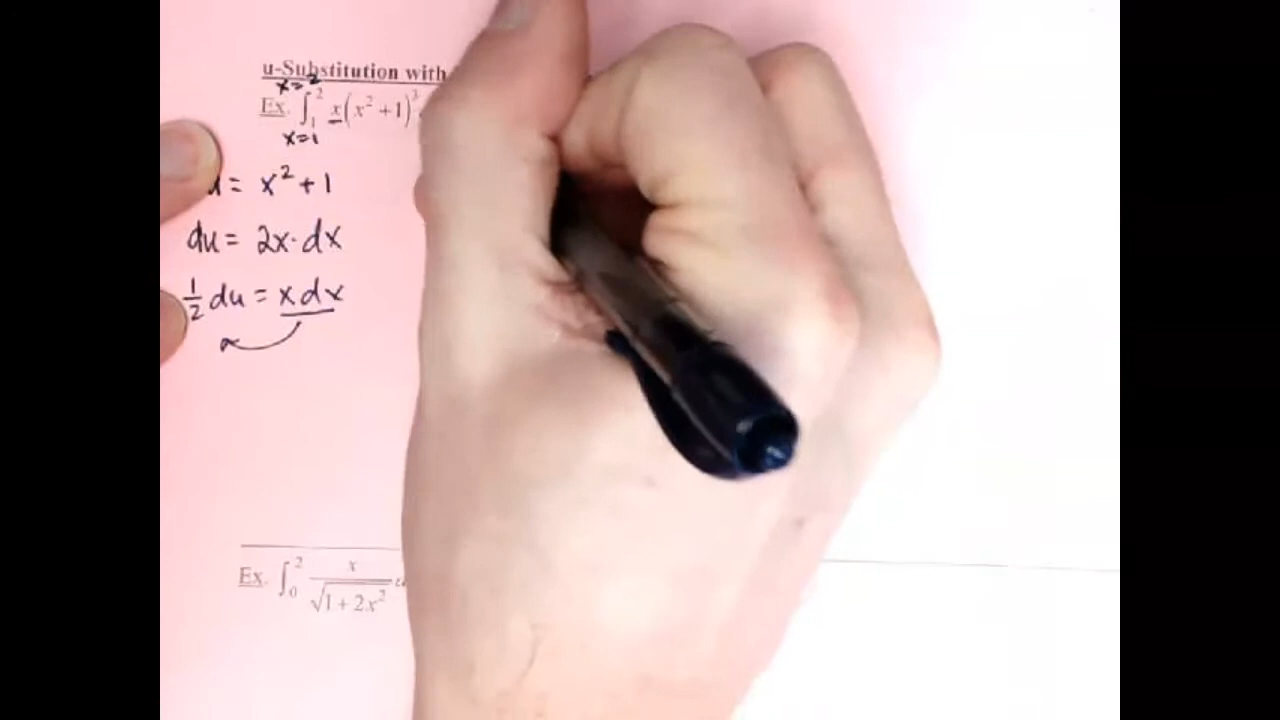 u-Substitution with
x=2
Ex. ∫₁² x(x²+1)³
x=1
u = x²+1
du = 2x·dx
½ du = x dx
Ex. ∫₀² x/√(1+2x²)